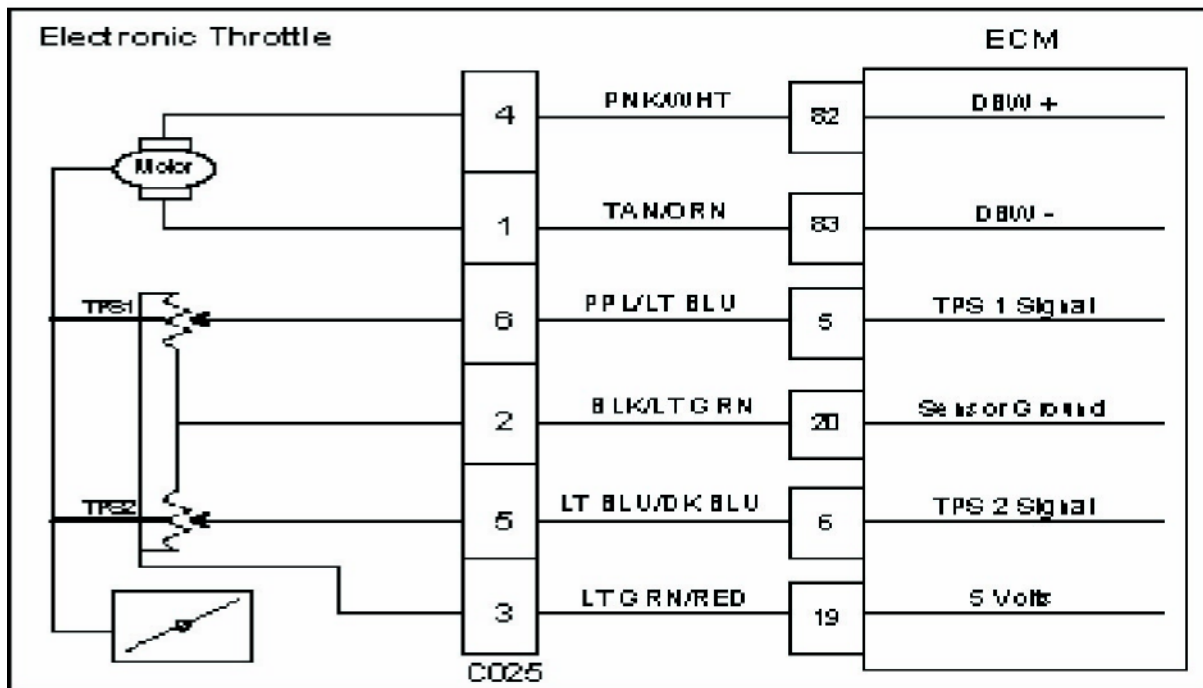 Electronic Throttle
ECM
4
PNK/WHT
82
DBW +
Motor
1
TAN/ORN
83
DBW -
TPS1
6
PPL/LT BLU
5
TPS 1 Signal
2
BLK/LT GRN
20
Sensor Ground
TPS2
5
LT BLU/DK BLU
6
TPS 2 Signal
3
LT GRN/RED
19
5 Volts
C025